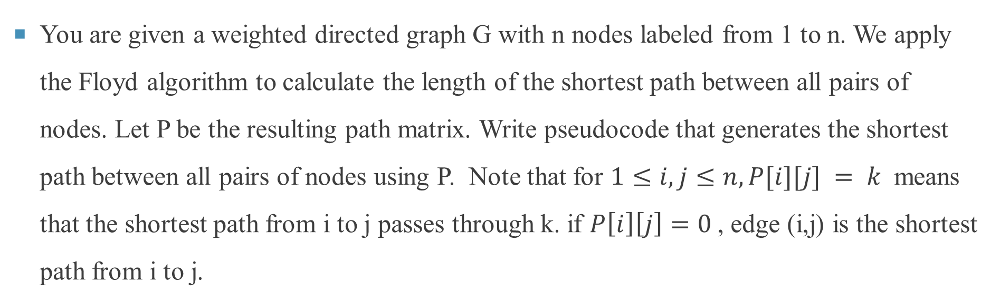 ▪ You are given a weighted directed graph G with n nodes labeled from 1 to n. We apply
the Floyd algorithm to calculate the length of the shortest path between all pairs of
nodes. Let P be the resulting path matrix. Write pseudocode that generates the shortest
path between all pairs of nodes using P. Note that for 1 ≤ i, j ≤ n, P[i][j] = k means
that the shortest path from i to j passes through k. if P[i][j] = 0 , edge (i,j) is the shortest
path from i to j.